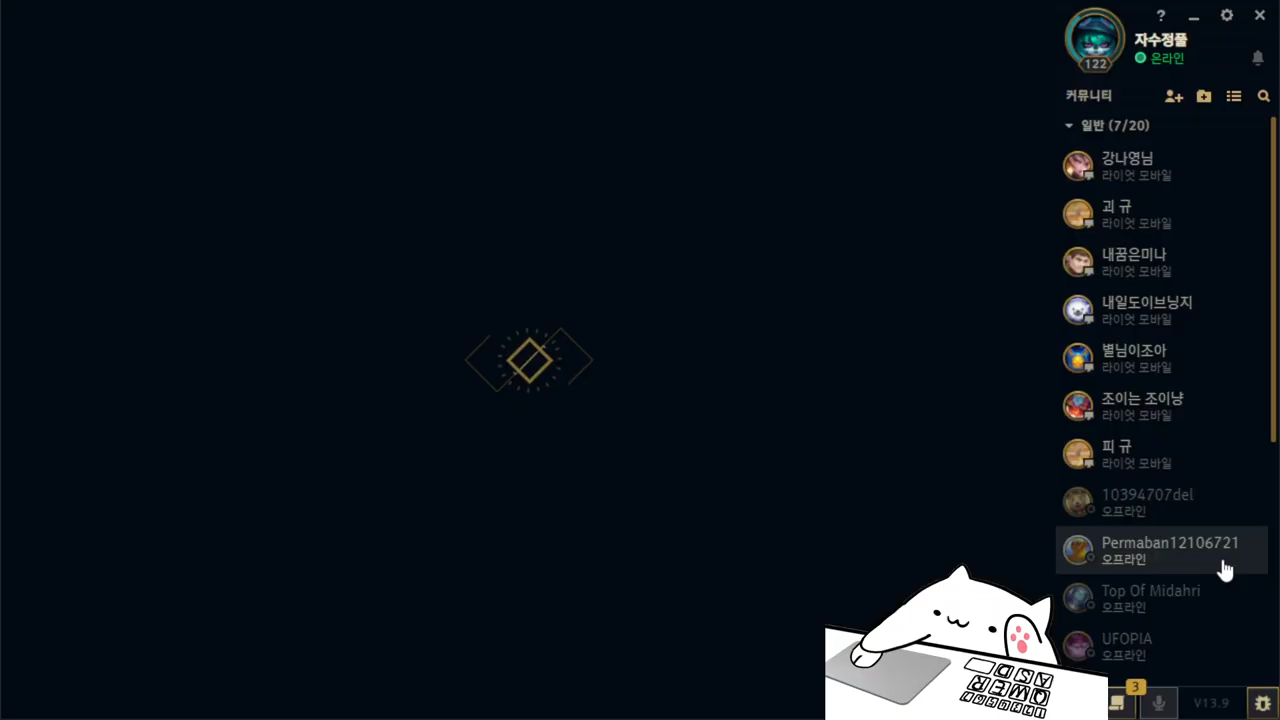 ?
자수정풀
온라인
122
커뮤니티
일반 (7/20)
강나영님
라이엇 모바일
괴 규
라이엇 모바일
내꿈은미나
라이엇 모바일
내일도이브닝지
라이엇 모바일
별님이조아
라이엇 모바일
조이는 조이냥
라이엇 모바일
피 규
라이엇 모바일
10394707del
오프라인
Permaban12106721
오프라인
Top Of Midahri
오프라인
UFOPIA
오프라인
A S D
Q W E R
3
V13.9